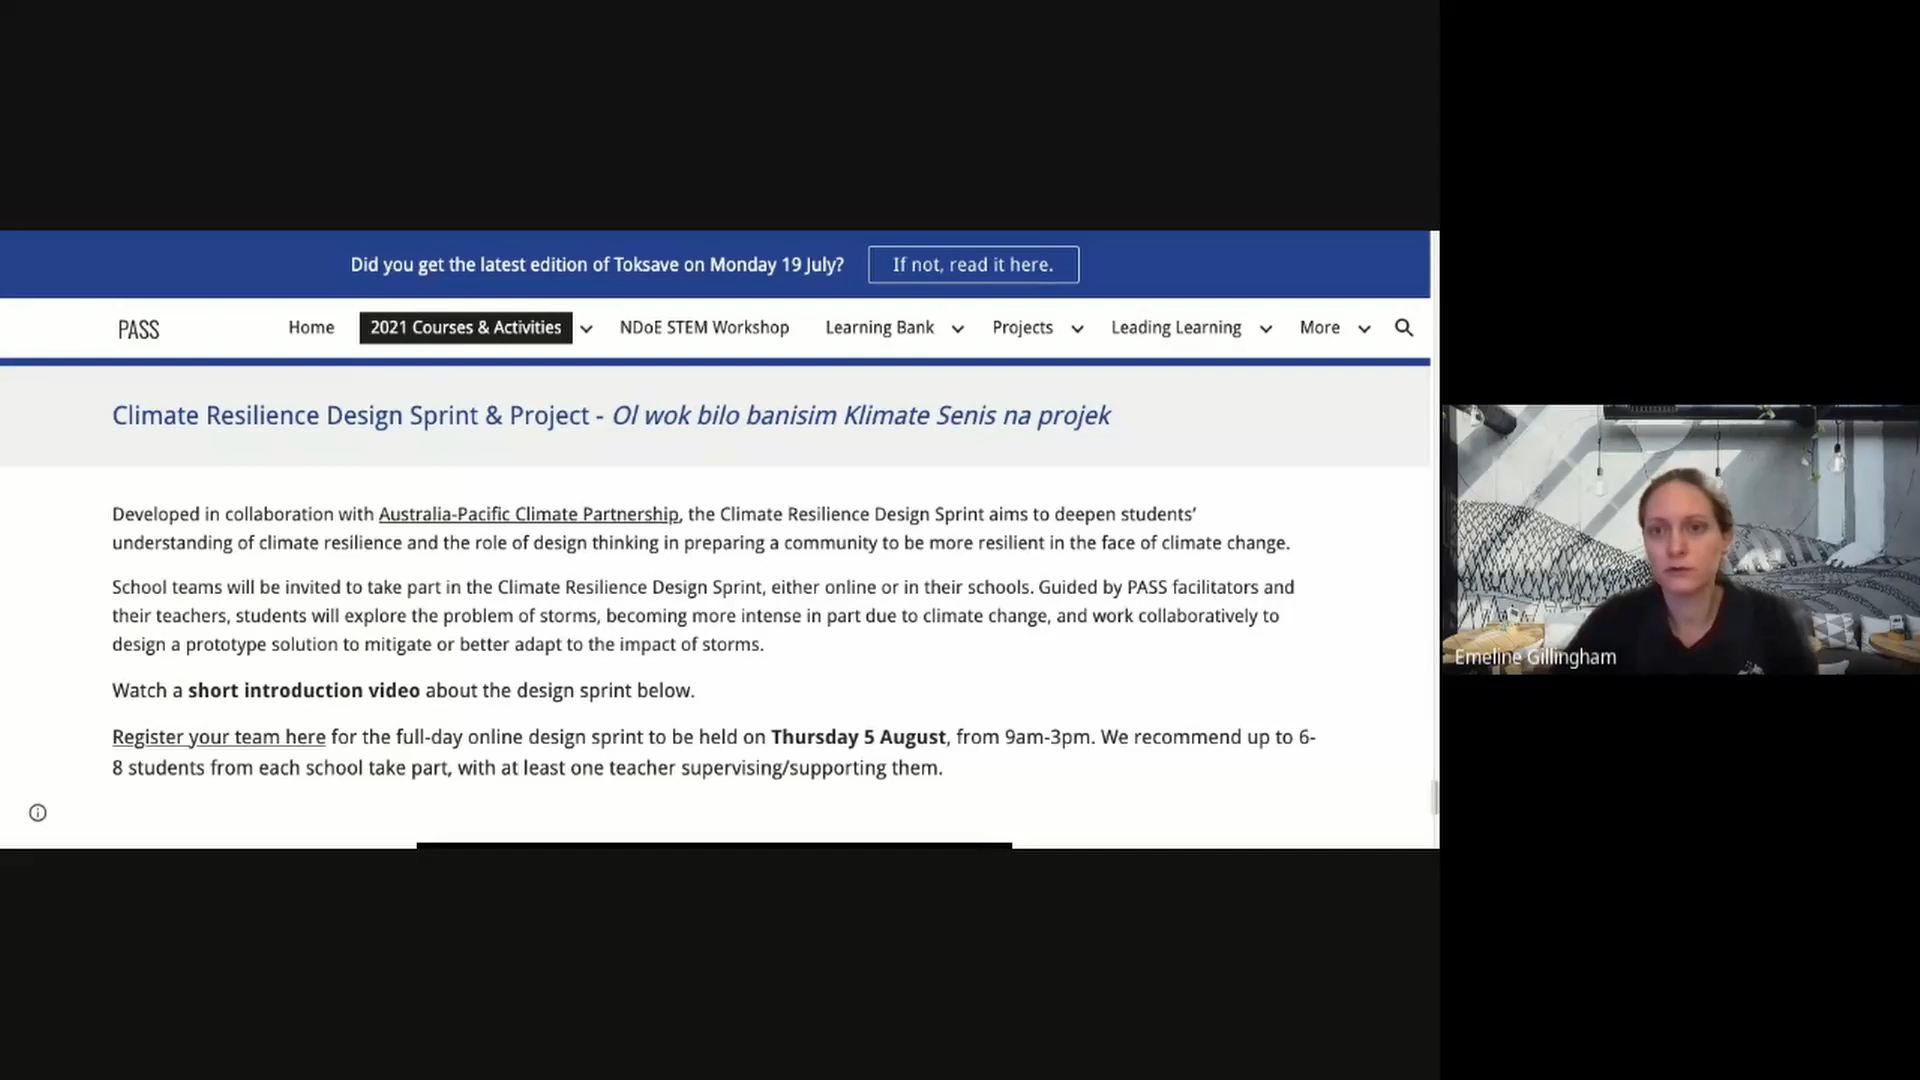 Did you get the latest edition of Toksave on Monday 19 July? If not, read it here.
PASS Home 2021 Courses & Activities NDoE STEM Workshop Learning Bank Projects Leading Learning More
Climate Resilience Design Sprint & Project - Ol wok bilo banisim Klimate Senis na projek
Developed in collaboration with Australia-Pacific Climate Partnership, the Climate Resilience Design Sprint aims to deepen students'
understanding of climate resilience and the role of design thinking in preparing a community to be more resilient in the face of climate change.
School teams will be invited to take part in the Climate Resilience Design Sprint, either online or in their schools. Guided by PASS facilitators and
their teachers, students will explore the problem of storms, becoming more intense in part due to climate change, and work collaboratively to
design a prototype solution to mitigate or better adapt to the impact of storms.
Watch a short introduction video about the design sprint below.
Register your team here for the full-day online design sprint to be held on Thursday 5 August, from 9am-3pm. We recommend up to 6-
8 students from each school take part, with at least one teacher supervising/supporting them.
Emeline Gillingham